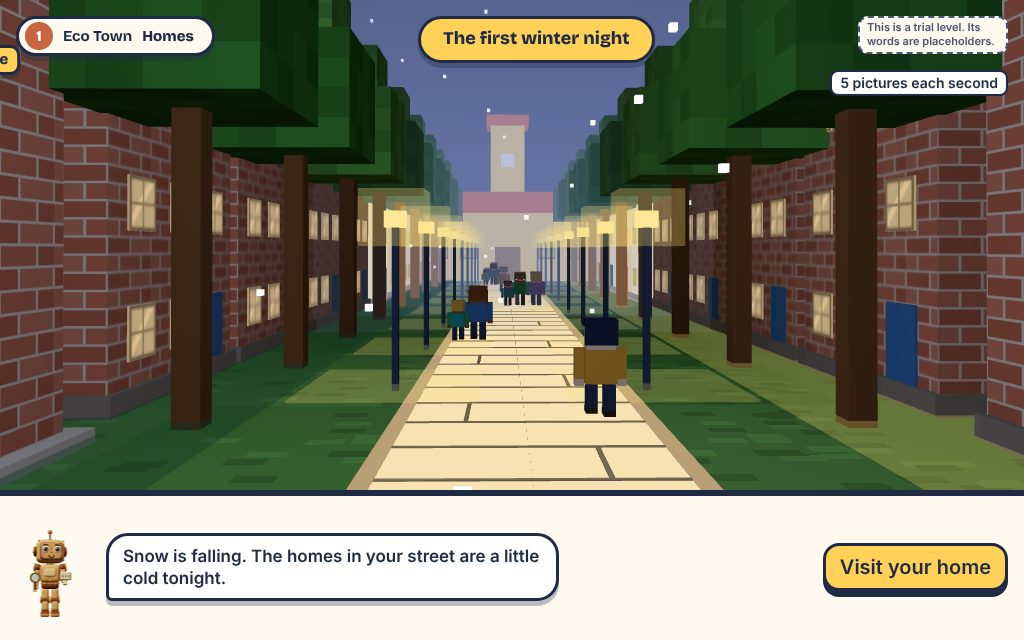 1 Eco Town Homes
The first winter night
This is a trial level. Its
words are placeholders.
e
5 pictures each second
Snow is falling. The homes in your street are a little
cold tonight.
Visit your home